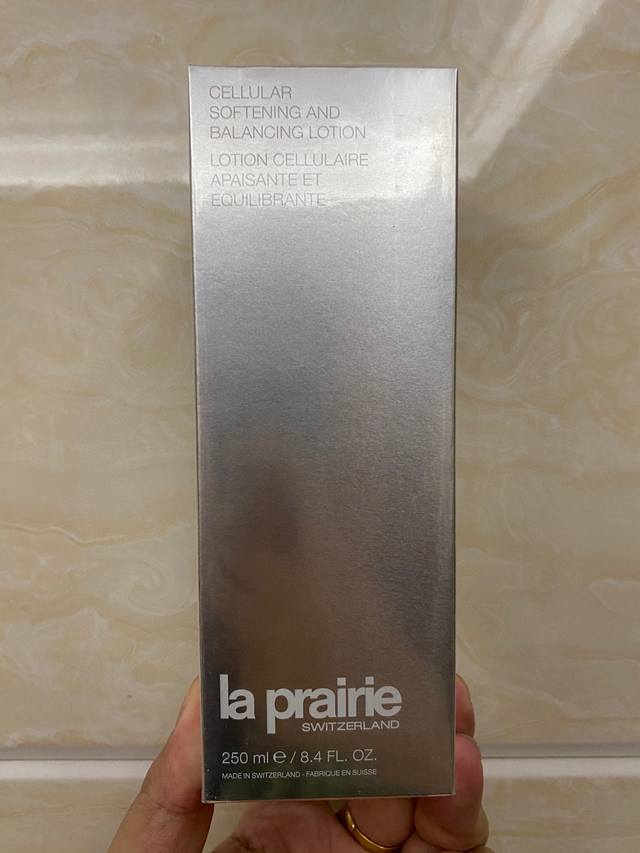 CELLULAR
SOFTENING AND
BALANCING LOTION
LOTION CELLULAIRE
APAISANTE ET
EQUILIBRANTE
la prairie
SWITZERLAND
250 ml e / 8.4 FL. OZ.
MADE IN SWITZERLAND - FABRIQUE EN SUISSE